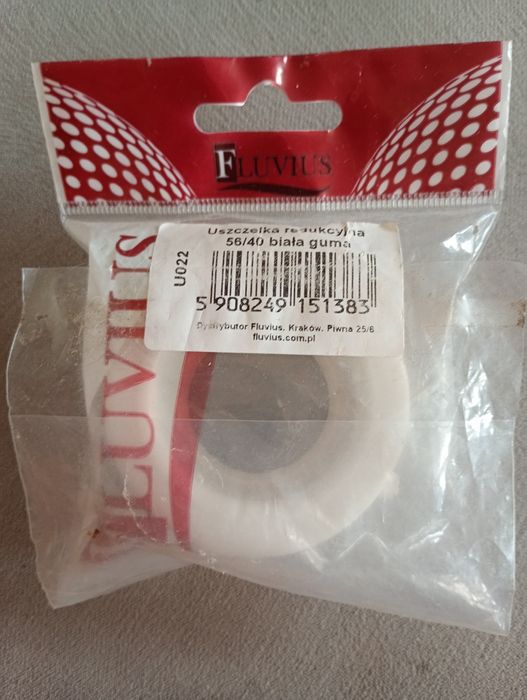 FLUVIUS
Uszczelka redukcyjna
56/40 biała guma
U022
5 908249 151383
Dystrybutor Fluvius, Kraków, Piwna 25/6
fluvius.com.pl
FLUVIUS